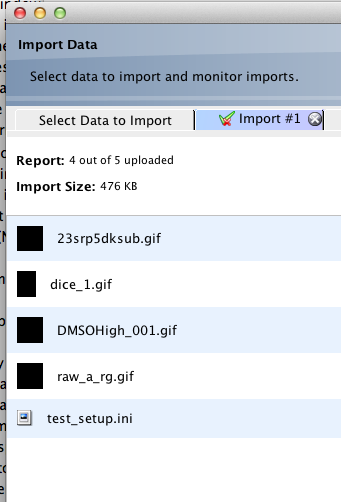 Import Data
Select data to import and monitor imports.
Select Data to Import
Import #1
Report: 4 out of 5 uploaded
Import Size: 476 KB
23srp5dksub.gif
dice_1.gif
DMSOHigh_001.gif
raw_a_rg.gif
test_setup.ini